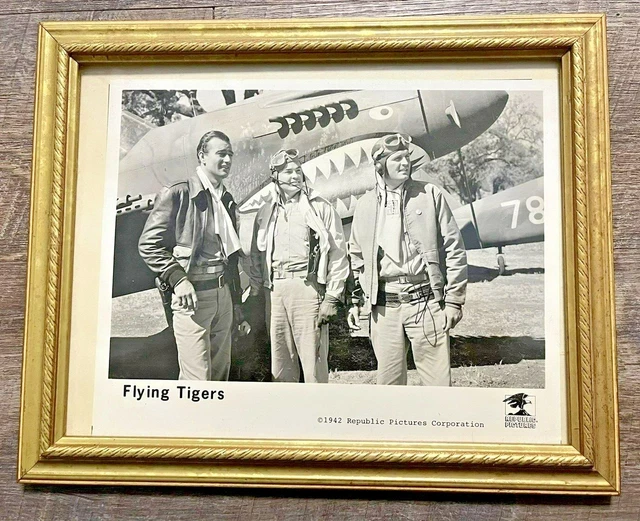 78
Flying Tigers
©1942 Republic Pictures Corporation
REPUBLIC
PICTURES